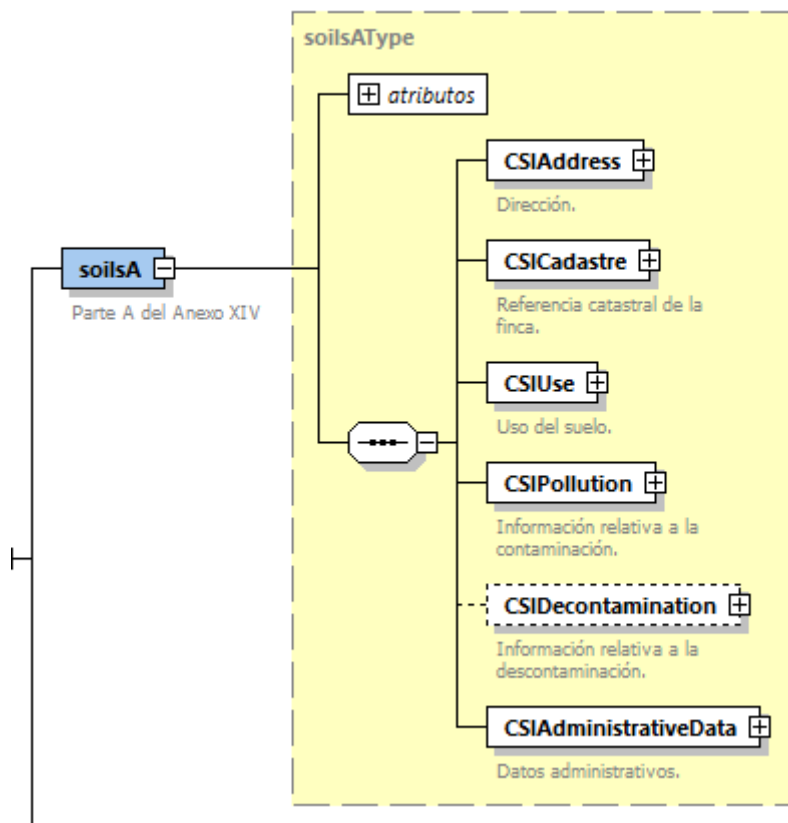 soilsAType
atributos
CSIAddress
Dirección.
CSICadastre
Referencia catastral de la
finca.
soilsA
Parte A del Anexo XIV
CSIUse
Uso del suelo.
CSIPollution
Información relativa a la
contaminación.
CSIDecontamination
Información relativa a la
descontaminación.
CSIAdministrativeData
Datos administrativos.